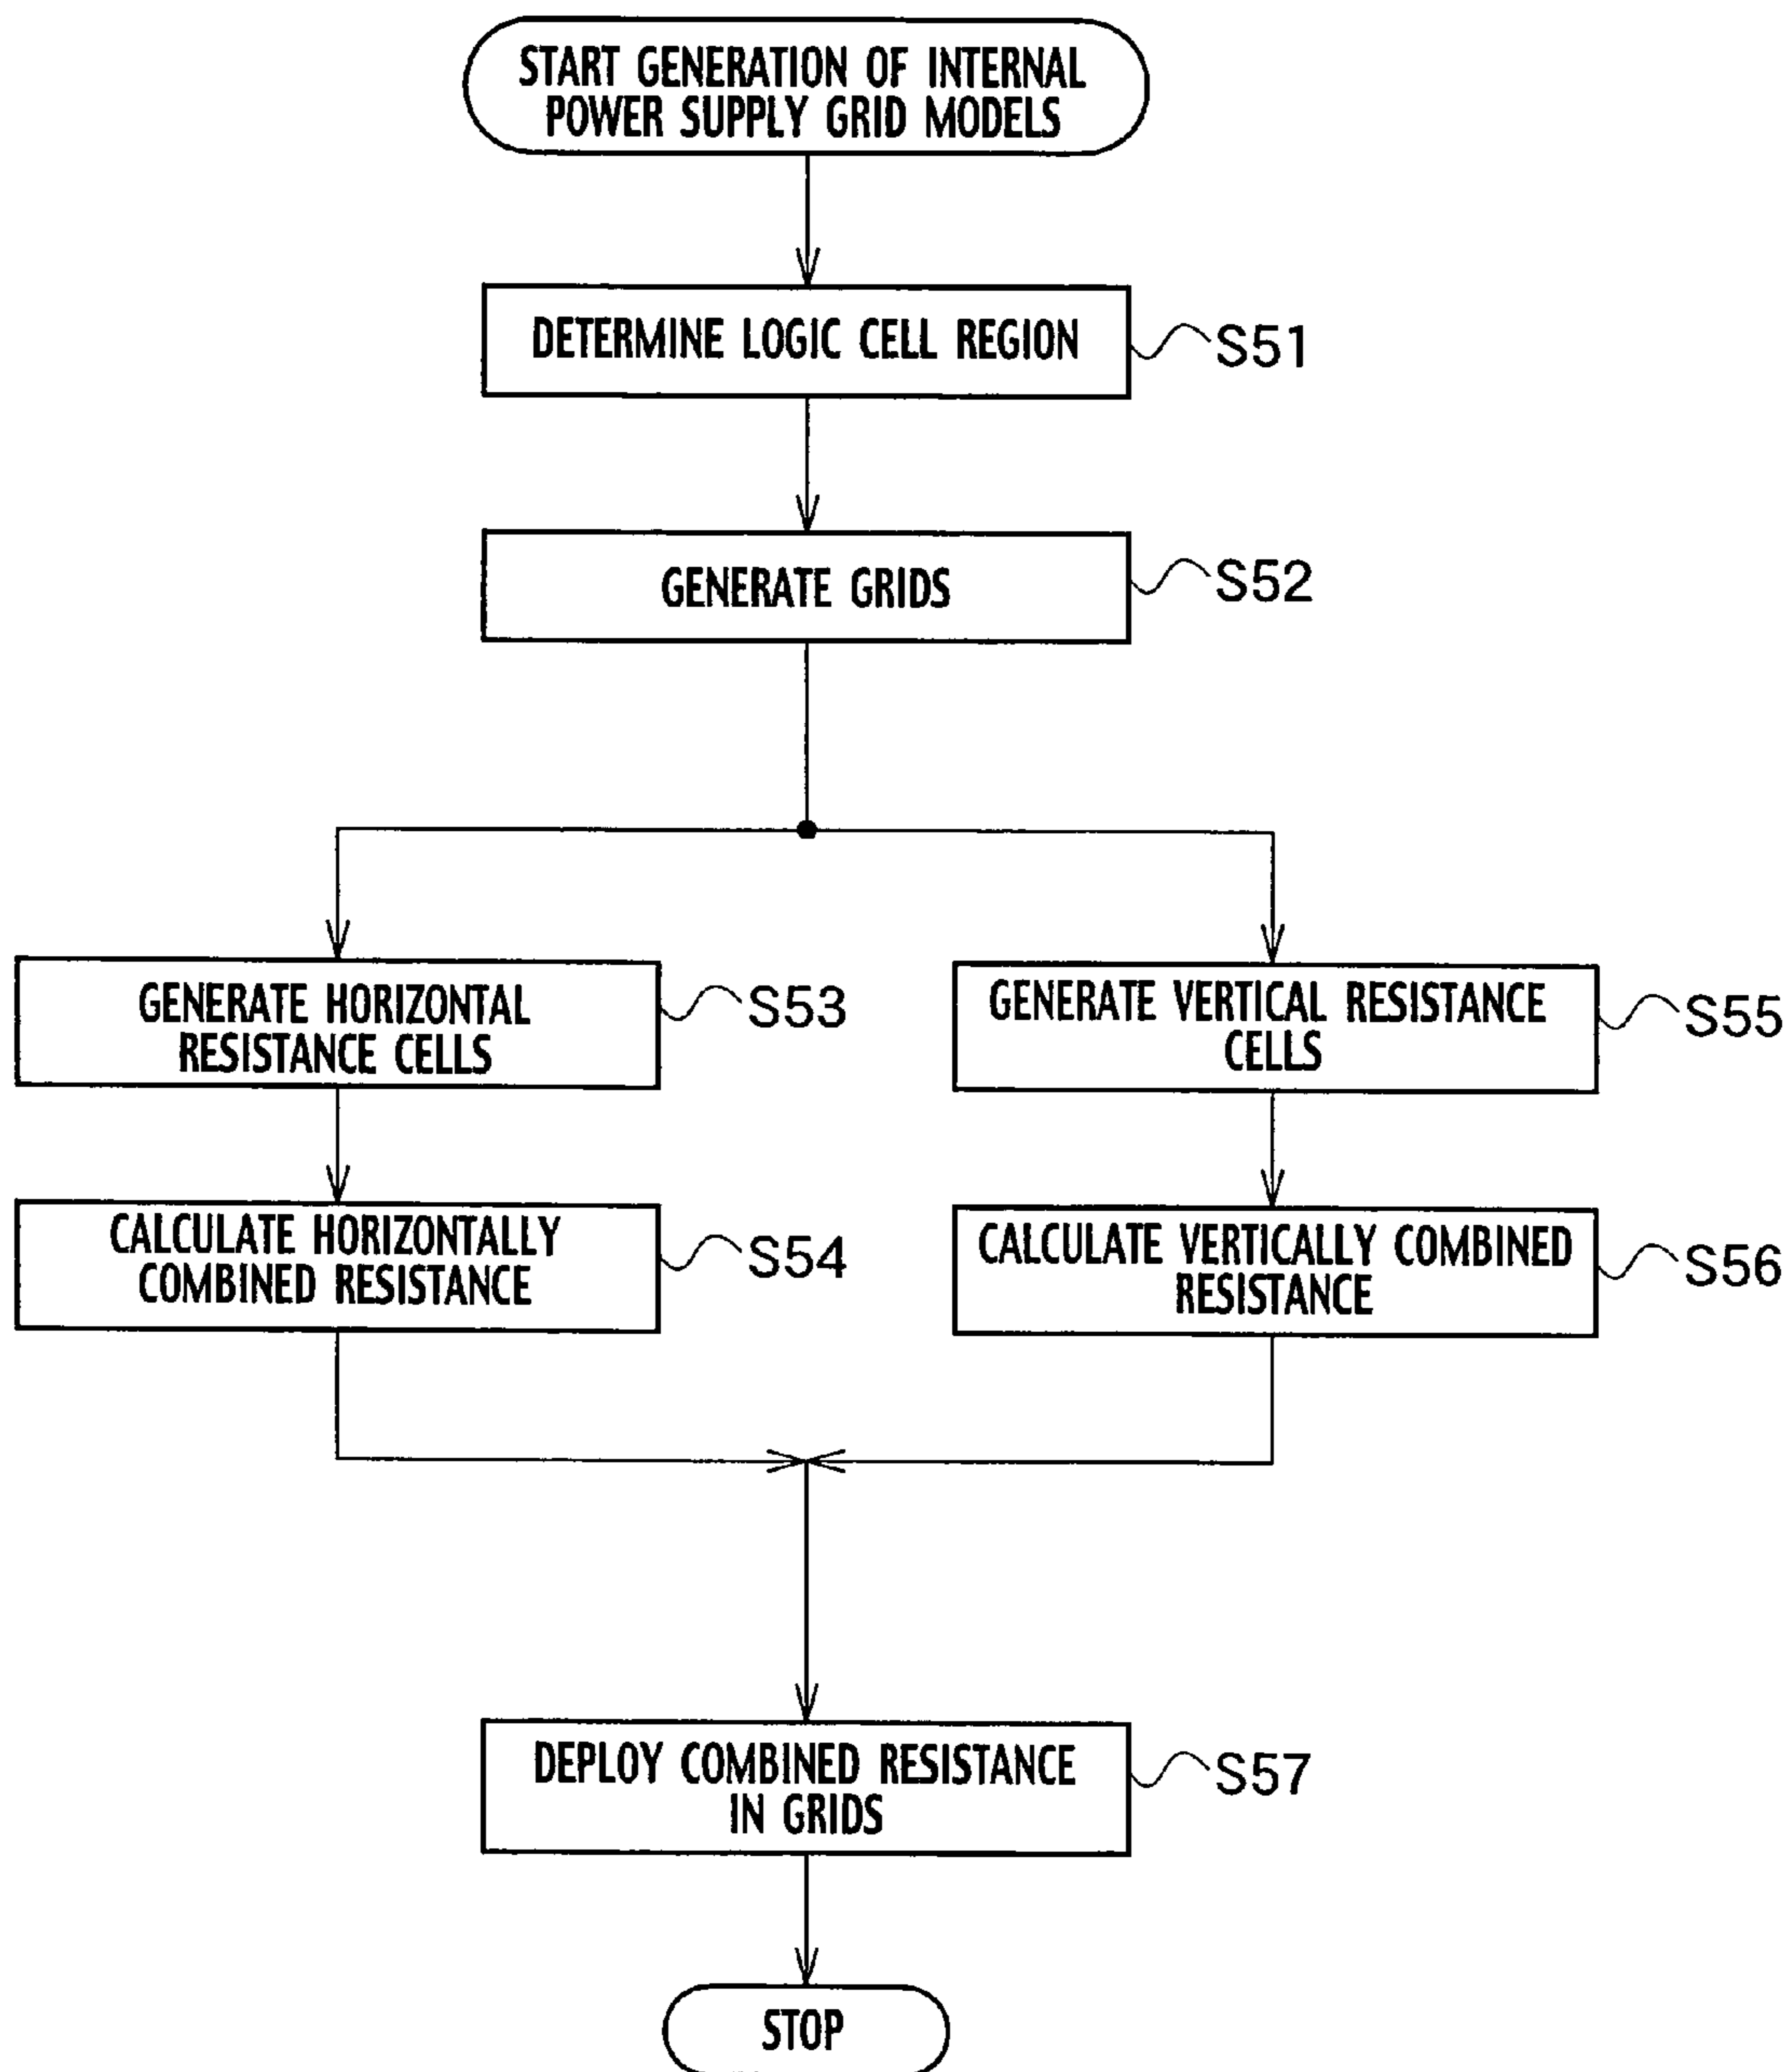 START GENERATION OF INTERNAL
POWER SUPPLY GRID MODELS
DETERMINE LOGIC CELL REGION
S51
GENERATE GRIDS
S52
GENERATE HORIZONTAL
RESISTANCE CELLS
S53
GENERATE VERTICAL RESISTANCE
CELLS
S55
CALCULATE HORIZONTALLY
COMBINED RESISTANCE
S54
CALCULATE VERTICALLY COMBINED
RESISTANCE
S56
DEPLOY COMBINED RESISTANCE
IN GRIDS
S57
STOP